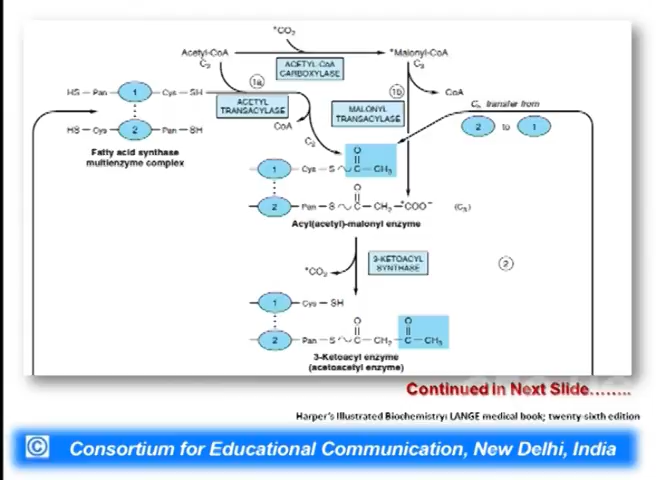 *CO₂
Acetyl-CoA *Malonyl-CoA
C₂ ACETYL-CoA C₃
CARBOXYLASE
1a 1b
HS – Pan 1 Cys – SH CoA
ACETYL MALONYL Cₙ transfer from
TRANSACYLASE TRANSACYLASE 2 to 1
CoA
HS – Cys 2 Pan – SH
Fatty acid synthase C₂
multienzyme complex
O
1 Cys – S ~ C – CH₃
O
2 Pan – S ~ C – CH₂ – *COO⁻ (C₃)
Acyl(acetyl)-malonyl enzyme
*CO₂ 3-KETOACYL 2
SYNTHASE
1 Cys – SH
O O
2 Pan – S ~ C – CH₂ – C – CH₃
3-Ketoacyl enzyme
(acetoacetyl enzyme)
Continued in Next Slide........
Harper's Illustrated Biochemistry: LANGE medical book; twenty-sixth edition
© Consortium for Educational Communication, New Delhi, India